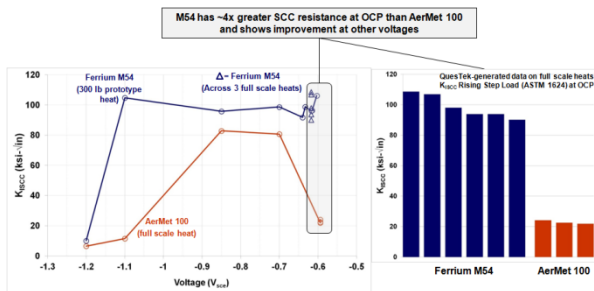 M54 has ~4x greater SCC resistance at OCP than AerMet 100
and shows improvement at other voltages
120
100
80
60
40
20
0
K_ISCC (ksi-√in)
Ferrium M54
(300 lb prototype
heat)
Δ – Ferrium M54
(Across 3 full scale heats)
AerMet 100
(full scale heat)
-1.3 -1.2 -1.1 -1 -0.9 -0.8 -0.7 -0.6 -0.5
Voltage (V_sce)
QuesTek-generated data on full scale heats
K_ISCC Rising Step Load (ASTM 1624) at OCP
120
100
80
60
40
20
0
K_ISCC (ksi-√in)
Ferrium M54 AerMet 100